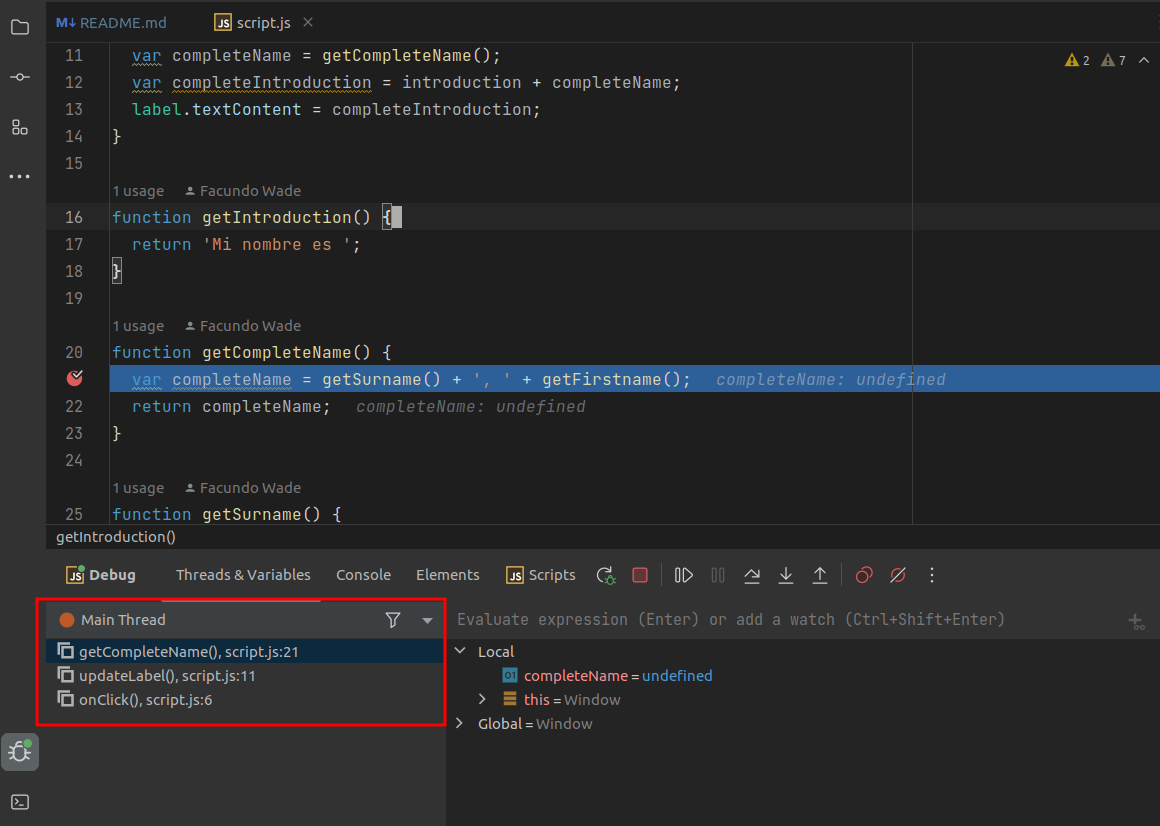 M↓ README.md JS script.js ×
11 var completeName = getCompleteName();
12 var completeIntroduction = introduction + completeName;
13 label.textContent = completeIntroduction;
14 }
15
1 usage Facundo Wade
16 function getIntroduction() {
17 return 'Mi nombre es ';
18 }
19
1 usage Facundo Wade
20 function getCompleteName() {
var completeName = getSurname() + ', ' + getFirstname(); completeName: undefined
22 return completeName; completeName: undefined
23 }
24
1 usage Facundo Wade
25 function getSurname() {
2 7
getIntroduction()
JS Debug Threads & Variables Console Elements JS Scripts
Main Thread
getCompleteName(), script.js:21
updateLabel(), script.js:11
onClick(), script.js:6
Evaluate expression (Enter) or add a watch (Ctrl+Shift+Enter)
Local
01 completeName = undefined
this = Window
Global = Window